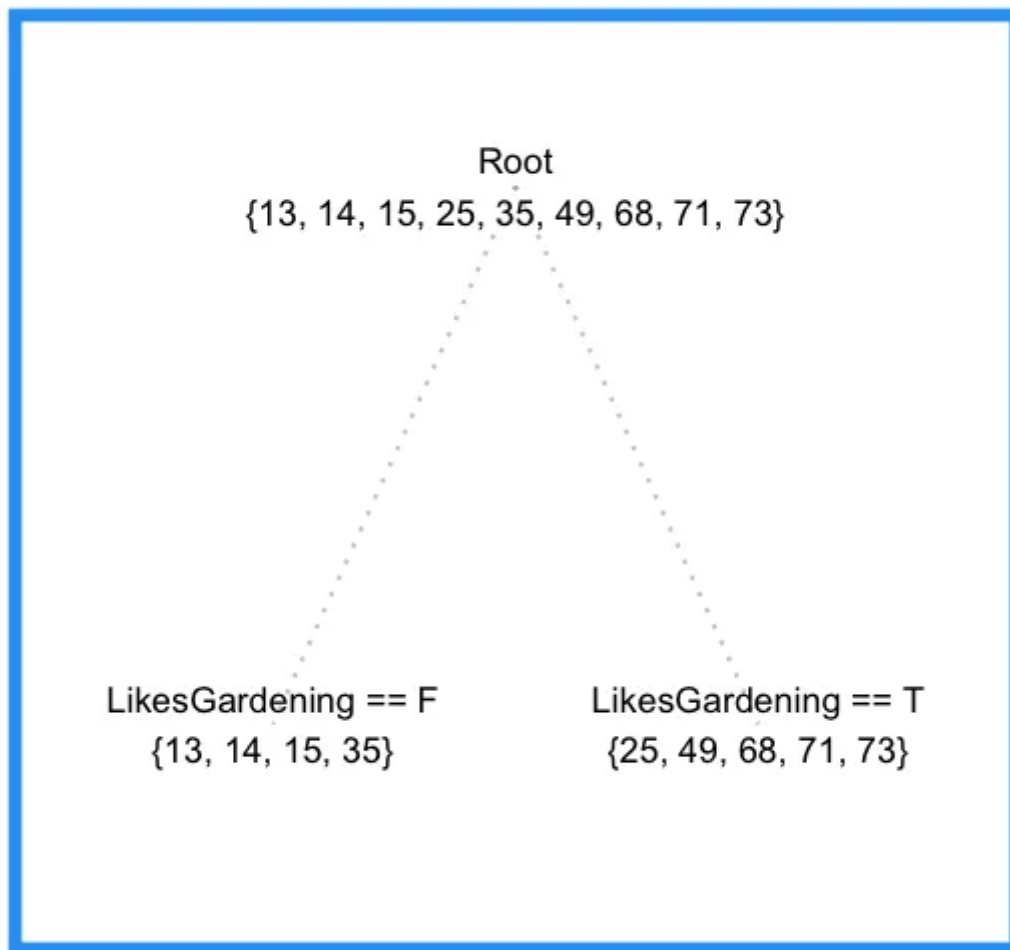 Root
{13, 14, 15, 25, 35, 49, 68, 71, 73}
LikesGardening == F
{13, 14, 15, 35}
LikesGardening == T
{25, 49, 68, 71, 73}